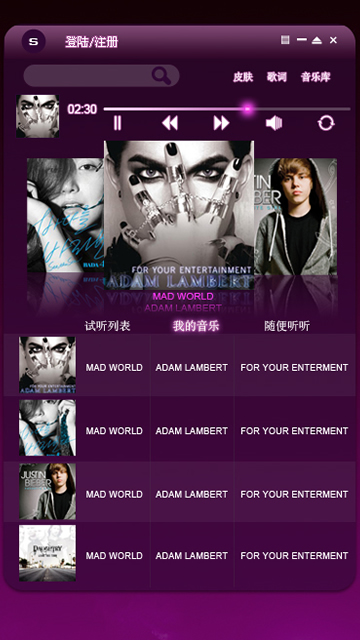 S 登陆/注册
皮肤 歌词 音乐库
02:30
JUSTIN BIEBER
FOR YOUR ENTERTAINMENT
ADAM LAMBERT
MAD WORLD
ADAM LAMBERT
试听列表 我的音乐 随便听听
MAD WORLD ADAM LAMBERT FOR YOUR ENTERMENT
MAD WORLD ADAM LAMBERT FOR YOUR ENTERMENT
JUSTIN BIEBER
MAD WORLD ADAM LAMBERT FOR YOUR ENTERMENT
DAUGHTRY
MAD WORLD ADAM LAMBERT FOR YOUR ENTERMENT